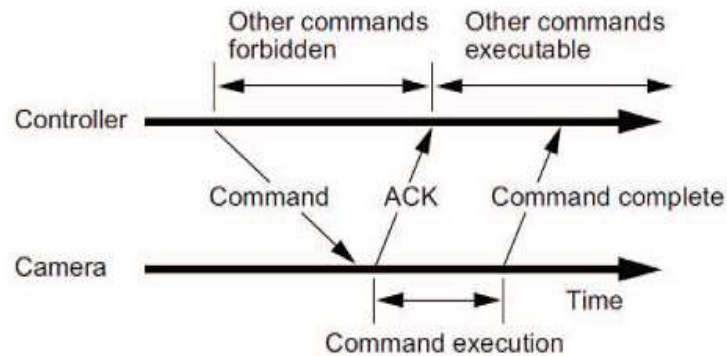 Other commands
forbidden
Other commands
executable
Controller
Command
ACK
Command complete
Camera
Time
Command execution